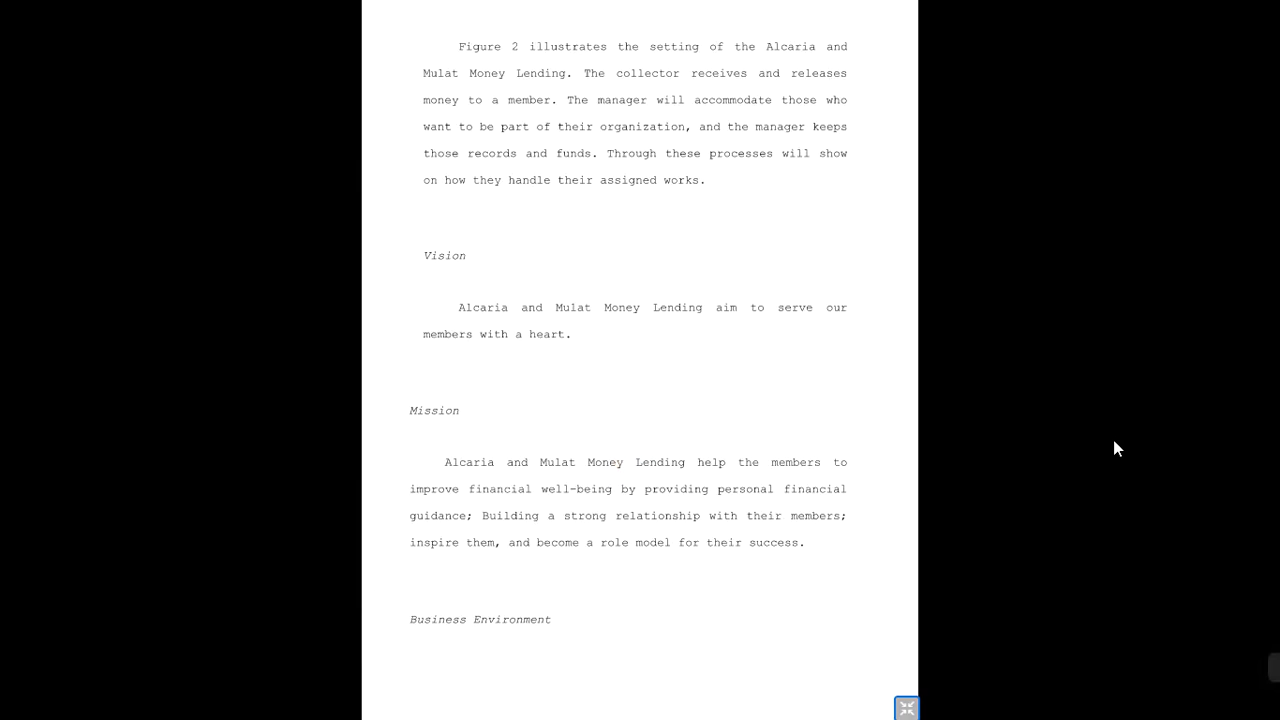 Figure 2 illustrates the setting of the Alcaria and
Mulat Money Lending. The collector receives and releases
money to a member. The manager will accommodate those who
want to be part of their organization, and the manager keeps
those records and funds. Through these processes will show
on how they handle their assigned works.
Vision
Alcaria and Mulat Money Lending aim to serve our
members with a heart.
Mission
Alcaria and Mulat Money Lending help the members to
improve financial well-being by providing personal financial
guidance; Building a strong relationship with their members;
inspire them, and become a role model for their success.
Business Environment